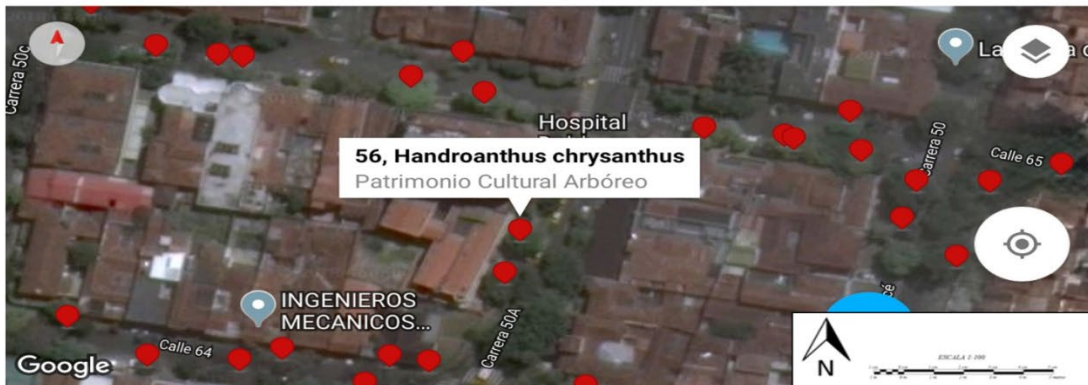 Carrera 50c
La
Hospital
56, Handroanthus chrysanthus
Patrimonio Cultural Arbóreo
Carrera 50
Calle 65
INGENIEROS
MECANICOS...
Carrera 50A
Calle 64
Google
N
ESCALA 1:200